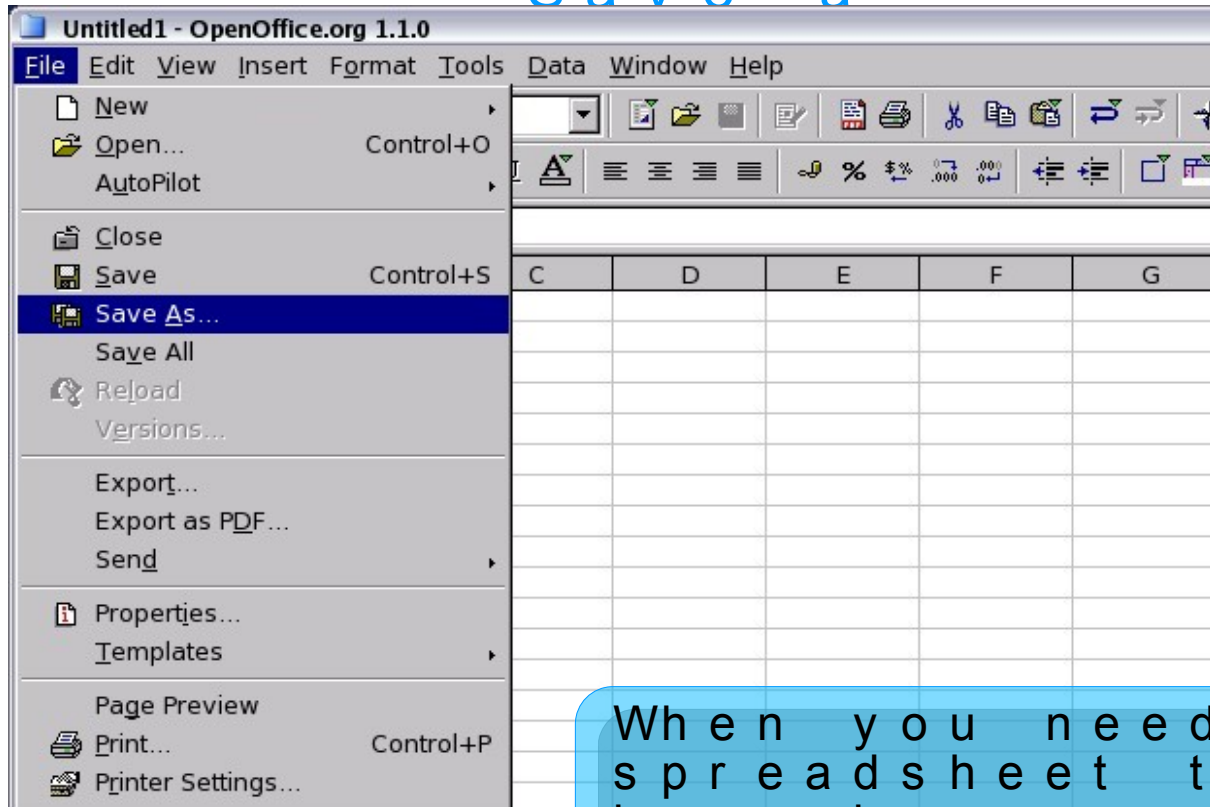 Untitled1 - OpenOffice.org 1.1.0
File Edit View Insert Format Tools Data Window Help
New
Open... Control+O
AutoPilot
Close
Save Control+S
C D E F G
Save As...
Save All
Reload
Versions...
Export...
Export as PDF...
Send
Properties...
Templates
Page Preview
Print... Control+P
Printer Settings...
When you need
spreadsheet t